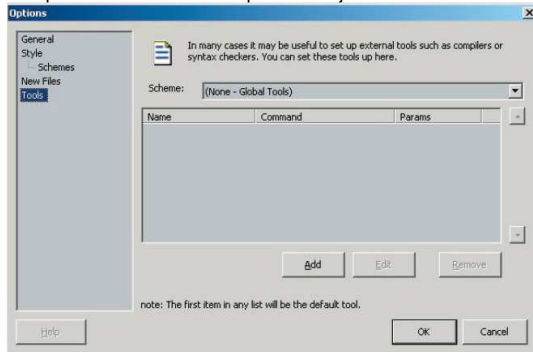 Options
General
Style
Schemes
New Files
Tools
In many cases it may be useful to set up external tools such as compilers or
syntax checkers. You can set these tools up here.
Scheme: (None - Global Tools)
Name Command Params
Add Edit Remove
note: The first item in any list will be the default tool.
Help OK Cancel